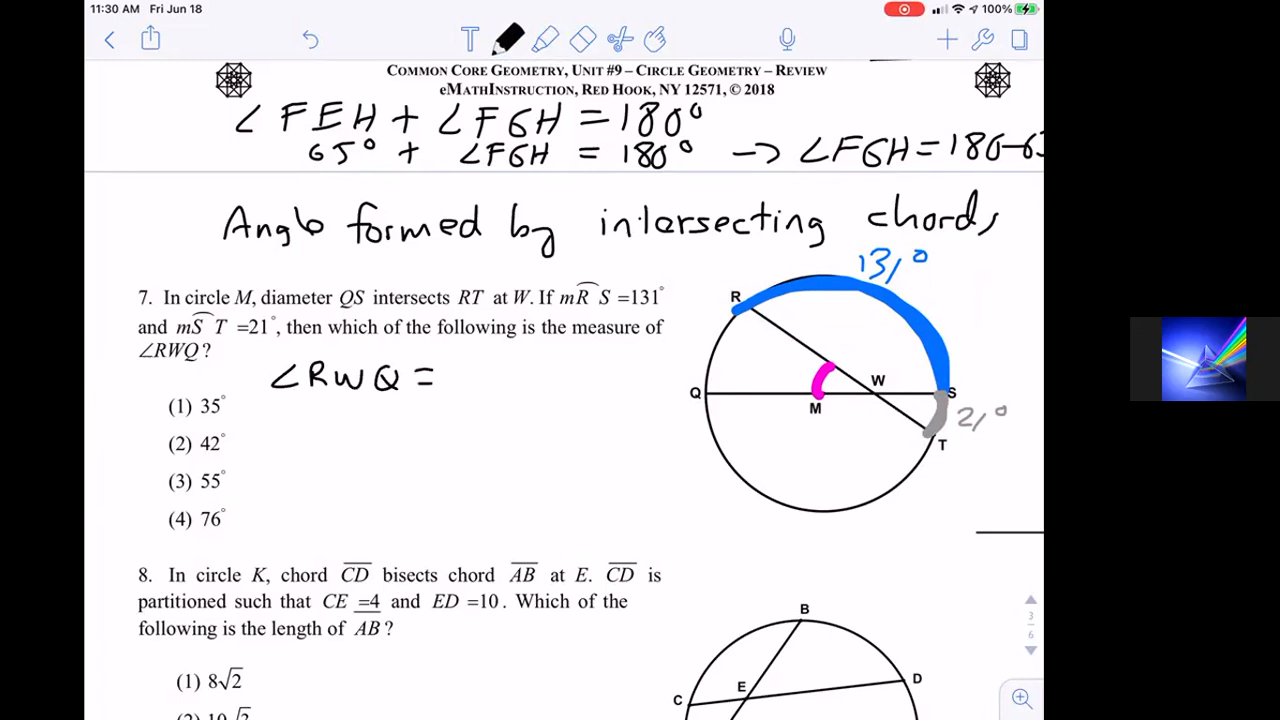 11:30 AM Fri Jun 18
100%
T
COMMON CORE GEOMETRY, UNIT #9 – CIRCLE GEOMETRY – REVIEW
eMATHINSTRUCTION, RED HOOK, NY 12571, © 2018
∠FEH + ∠FGH = 180°
65° + ∠FGH = 180° → ∠FGH = 180-6
Angle formed by intersecting chords
7. In circle M, diameter QS intersects RT at W. If mR S =131°
and mS T =21°, then which of the following is the measure of
∠RWQ?
∠RWQ =
(1) 35°
(2) 42°
(3) 55°
(4) 76°
131°
R
W
Q
S
M
21°
T
8. In circle K, chord CD bisects chord AB at E. CD is
partitioned such that CE =4 and ED =10. Which of the
following is the length of AB?
(1) 8√2
B
D
E
C
3
6